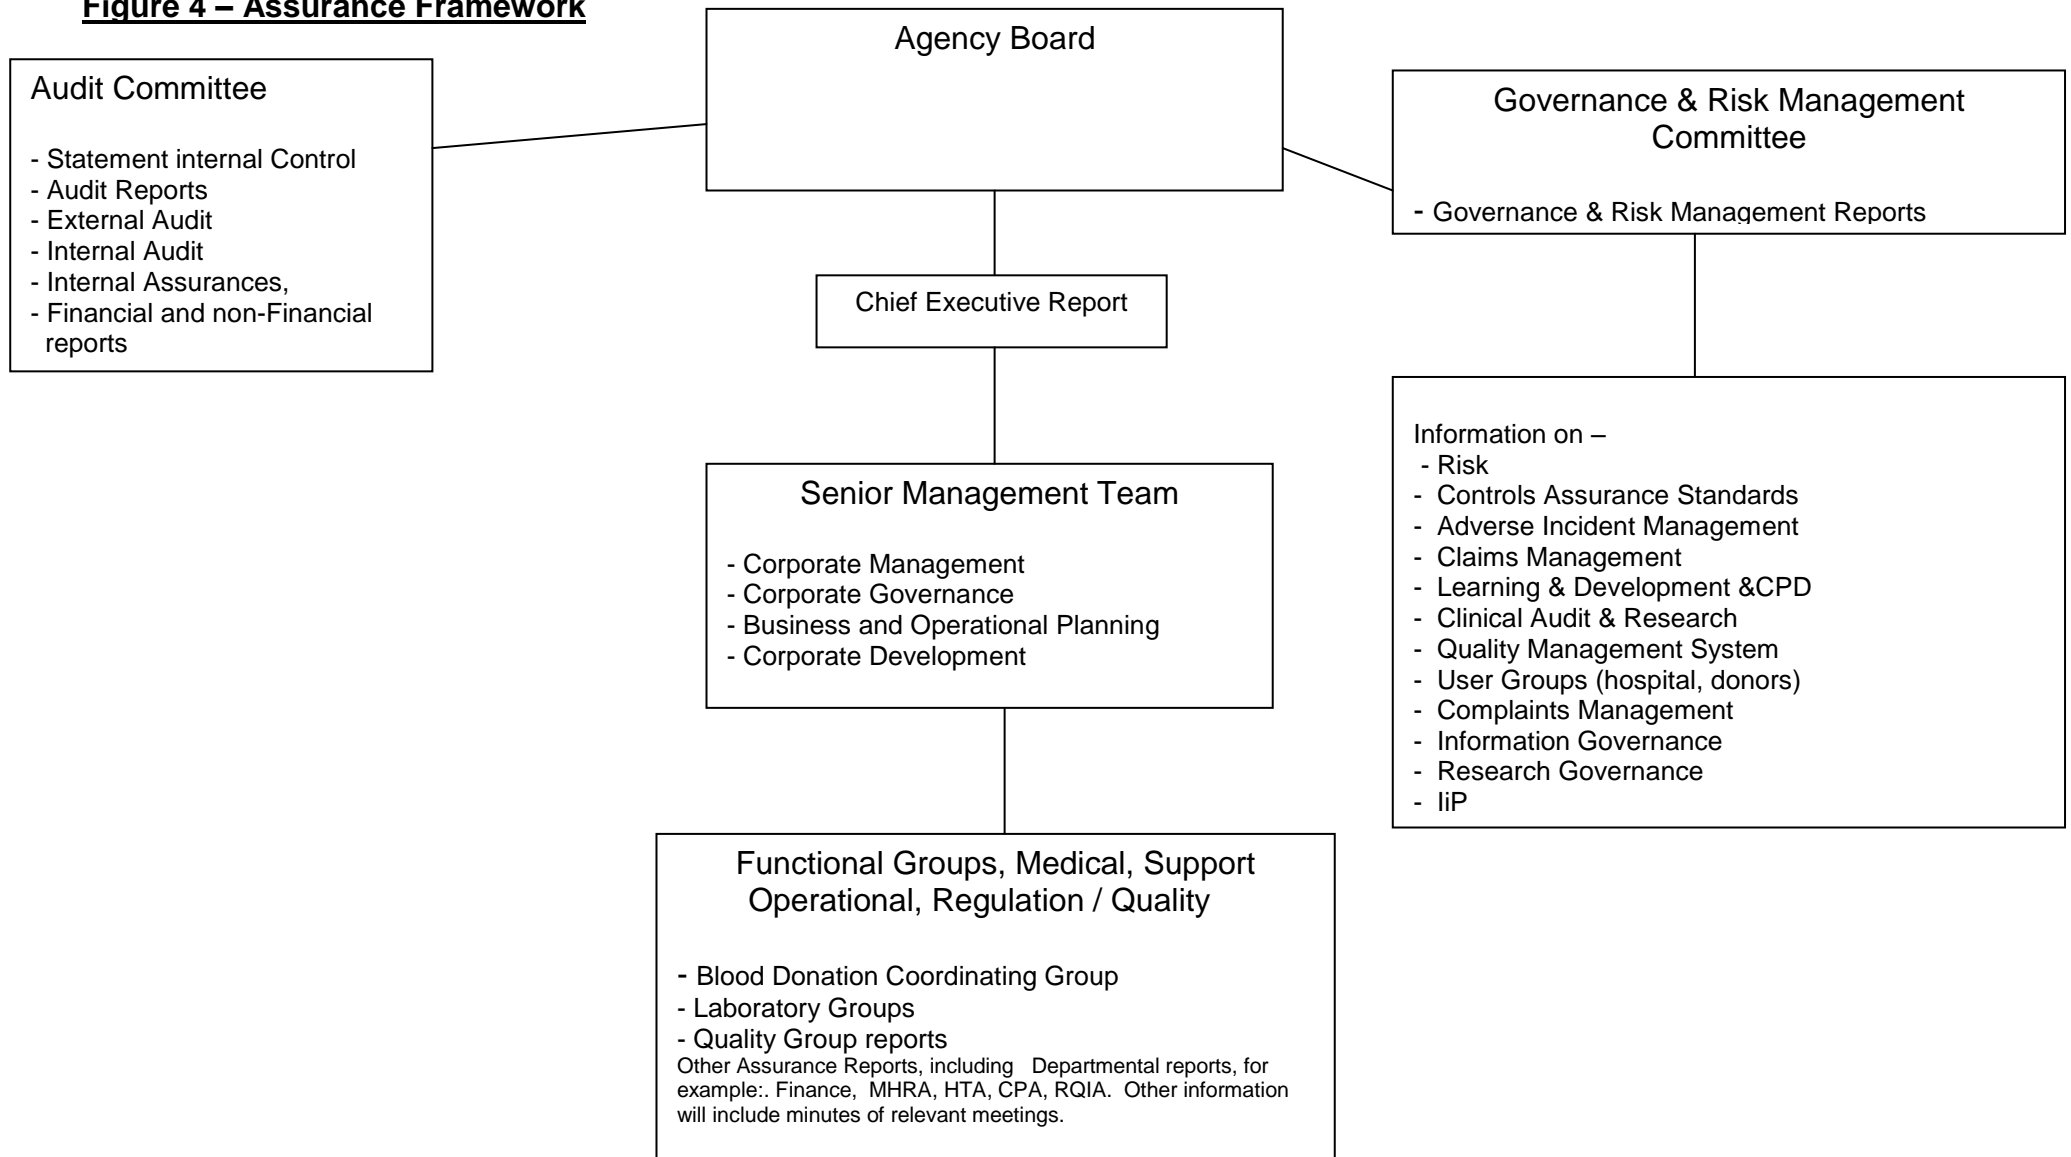 Figure 4 – Assurance Framework
Agency Board
Audit Committee
- Statement internal Control
- Audit Reports
- External Audit
- Internal Audit
- Internal Assurances,
- Financial and non-Financial
reports
Governance & Risk Management
Committee
- Governance & Risk Management Reports
Chief Executive Report
Information on –
- Risk
- Controls Assurance Standards
- Adverse Incident Management
- Claims Management
- Learning & Development &CPD
- Clinical Audit & Research
- Quality Management System
- User Groups (hospital, donors)
- Complaints Management
- Information Governance
- Research Governance
- IiP
Senior Management Team
- Corporate Management
- Corporate Governance
- Business and Operational Planning
- Corporate Development
Functional Groups, Medical, Support
Operational, Regulation / Quality
- Blood Donation Coordinating Group
- Laboratory Groups
- Quality Group reports
Other Assurance Reports, including Departmental reports, for
example:. Finance, MHRA, HTA, CPA, RQIA. Other information
will include minutes of relevant meetings.